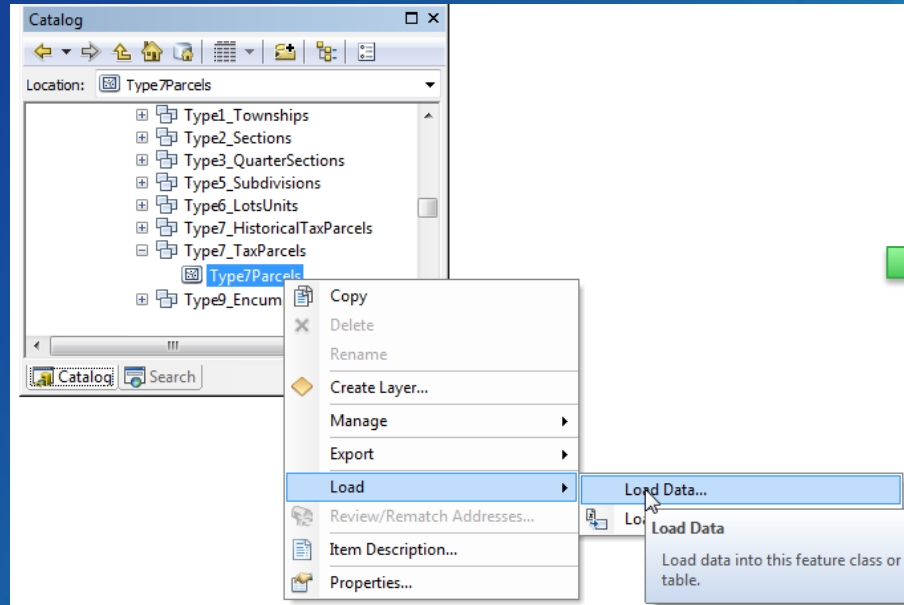 Catalog
Location: Type7Parcels
Type1_Townships
Type2_Sections
Type3_QuarterSections
Type5_Subdivisions
Type6_LotsUnits
Type7_HistoricalTaxParcels
Type7_TaxParcels
Type7Parcels
Type9_Encum
Catalog Search
Copy
Delete
Rename
Create Layer...
Manage
Export
Load
Load Data...
Review/Rematch Addresses...
Load Data
Load data into this feature class or
table.
Item Description...
Properties...